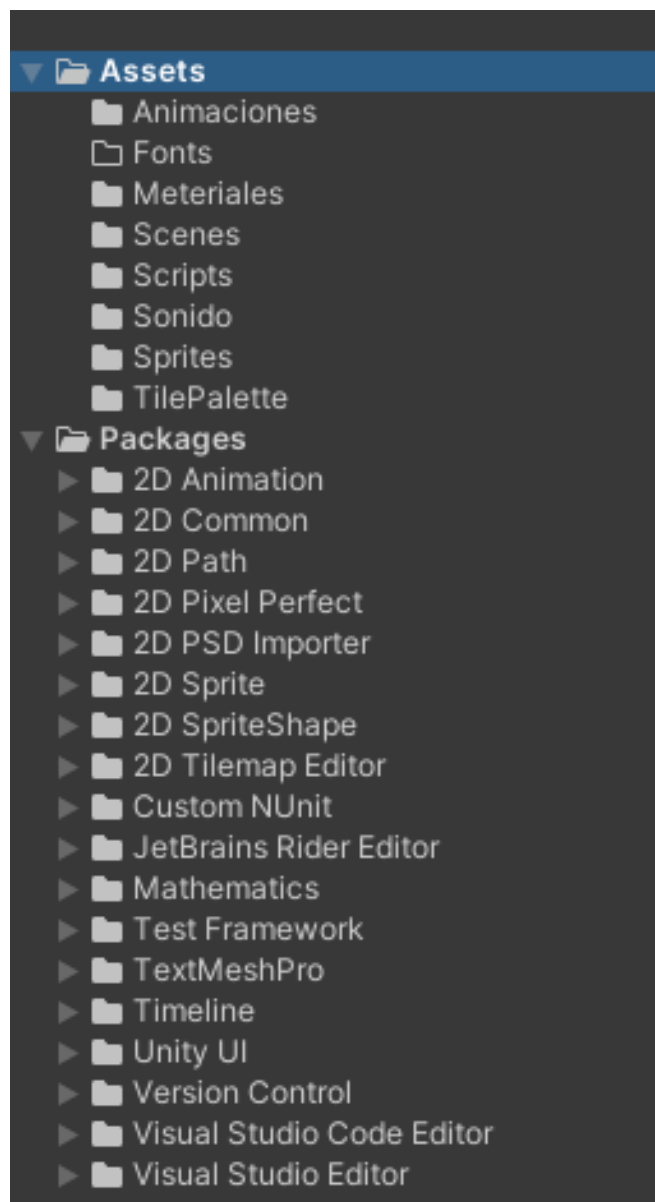 Assets
Animaciones
Fonts
Meteriales
Scenes
Scripts
Sonido
Sprites
TilePalette
Packages
2D Animation
2D Common
2D Path
2D Pixel Perfect
2D PSD Importer
2D Sprite
2D SpriteShape
2D Tilemap Editor
Custom NUnit
JetBrains Rider Editor
Mathematics
Test Framework
TextMeshPro
Timeline
Unity UI
Version Control
Visual Studio Code Editor
Visual Studio Editor